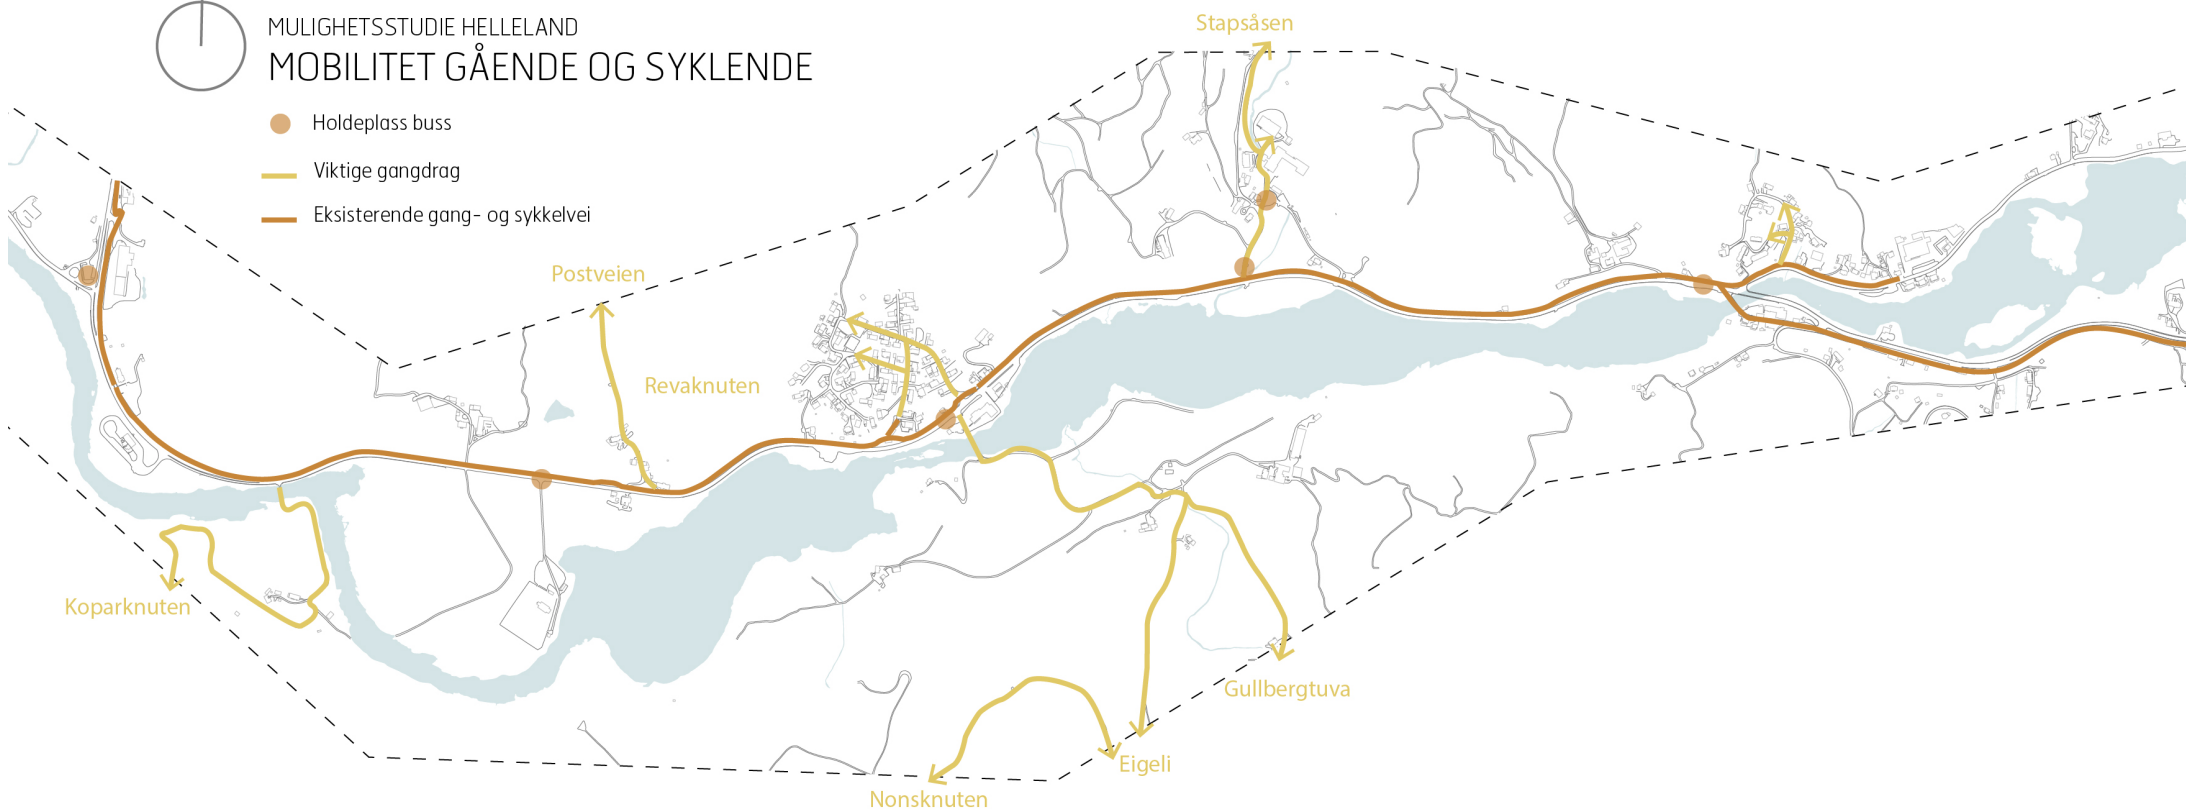 MULIGHETSSTUDIE HELLELAND
MOBILITET GÅENDE OG SYKLENDE
Holdeplass buss
Viktige gangdrag
Eksisterende gang- og sykkelvei
Stapsåsen
Postveien
Revaknuten
Koparknuten
Gullbergtuva
Eigeli
Nonsknuten